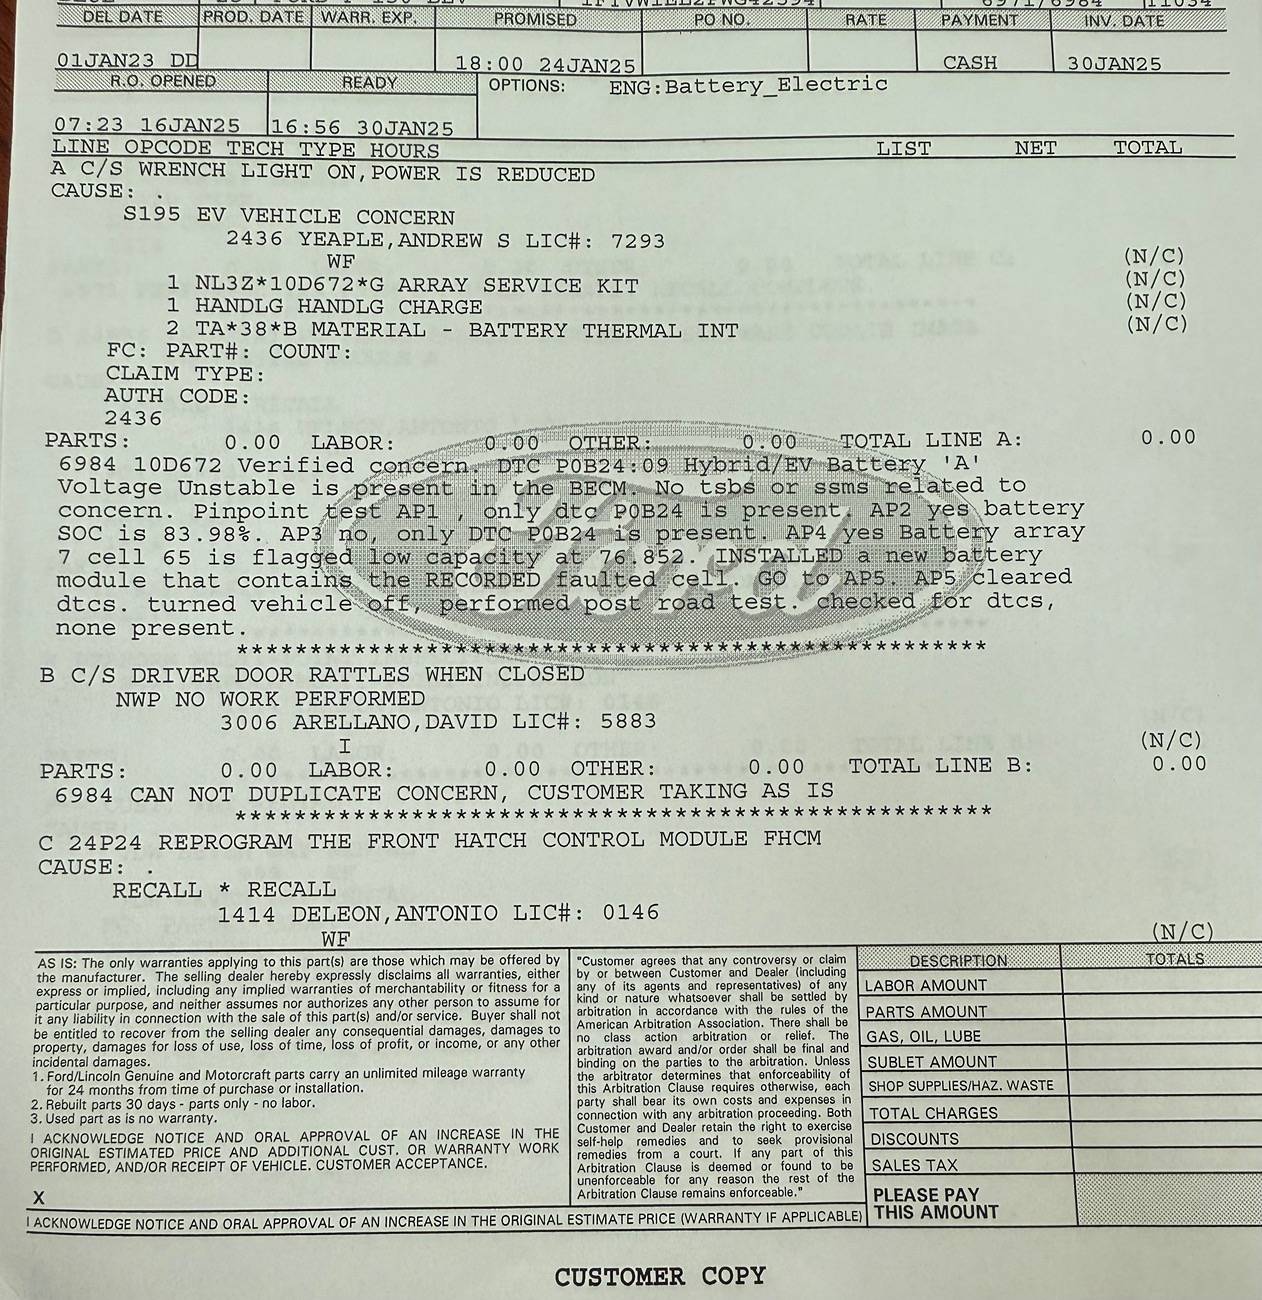 DEL DATE PROD. DATE WARR. EXP. PROMISED PO NO. RATE PAYMENT INV. DATE
01JAN23 DD 18:00 24JAN25 CASH 30JAN25
R.O. OPENED READY OPTIONS: ENG:Battery_Electric
07:23 16JAN25 16:56 30JAN25
LINE OPCODE TECH TYPE HOURS LIST NET TOTAL
A C/S WRENCH LIGHT ON, POWER IS REDUCED
CAUSE: .
S195 EV VEHICLE CONCERN
2436 YEAPLE,ANDREW S LIC#: 7293
WF (N/C)
1 NL3Z*10D672*G ARRAY SERVICE KIT (N/C)
1 HANDLG HANDLG CHARGE (N/C)
2 TA*38*B MATERIAL - BATTERY THERMAL INT (N/C)
FC: PART#: COUNT:
CLAIM TYPE:
AUTH CODE:
2436
PARTS: 0.00 LABOR: 0.00 OTHER: 0.00 TOTAL LINE A: 0.00
6984 10D672 Verified concern. DTC P0B24:09 Hybrid/EV Battery 'A'
Voltage Unstable is present in the BECM. No tsbs or ssms related to
concern. Pinpoint test AP1 , only dtc P0B24 is present. AP2 yes battery
SOC is 83.98%. AP3 no, only DTC P0B24 is present. AP4 yes Battery array
7 cell 65 is flagged low capacity at 76.852. INSTALLED a new battery
module that contains the RECORDED faulted cell. GO to AP5. AP5 cleared
dtcs. turned vehicle off, performed post road test. checked for dtcs,
none present.
Ford
***************************************************
B C/S DRIVER DOOR RATTLES WHEN CLOSED
NWP NO WORK PERFORMED
3006 ARELLANO,DAVID LIC#: 5883
I (N/C)
PARTS: 0.00 LABOR: 0.00 OTHER: 0.00 TOTAL LINE B: 0.00
6984 CAN NOT DUPLICATE CONCERN, CUSTOMER TAKING AS IS
***************************************************
C 24P24 REPROGRAM THE FRONT HATCH CONTROL MODULE FHCM
CAUSE: .
RECALL * RECALL
1414 DELEON,ANTONIO LIC#: 0146
WF (N/C)
AS IS: The only warranties applying to this part(s) are those which may be offered by
the manufacturer. The selling dealer hereby expressly disclaims all warranties, either
express or implied, including any implied warranties of merchantability or fitness for a
particular purpose, and neither assumes nor authorizes any other person to assume for
it any liability in connection with the sale of this part(s) and/or service. Buyer shall not
be entitled to recover from the selling dealer any consequential damages, damages to
property, damages for loss of use, loss of time, loss of profit, or income, or any other
incidental damages.
1. Ford/Lincoln Genuine and Motorcraft parts carry an unlimited mileage warranty
for 24 months from time of purchase or installation.
2. Rebuilt parts 30 days - parts only - no labor.
3. Used part as is no warranty.
I ACKNOWLEDGE NOTICE AND ORAL APPROVAL OF AN INCREASE IN THE
ORIGINAL ESTIMATED PRICE AND ADDITIONAL CUST. OR WARRANTY WORK
PERFORMED, AND/OR RECEIPT OF VEHICLE. CUSTOMER ACCEPTANCE.
X
"Customer agrees that any controversy or claim
by or between Customer and Dealer (including
any of its agents and representatives) of any
kind or nature whatsoever shall be settled by
arbitration in accordance with the rules of the
American Arbitration Association. There shall be
no class action arbitration or relief. The
arbitration award and/or order shall be final and
binding on the parties to the arbitration. Unless
the arbitrator determines that enforceability of
this Arbitration Clause requires otherwise, each
party shall bear its own costs and expenses in
connection with any arbitration proceeding. Both
Customer and Dealer retain the right to exercise
self-help remedies and to seek provisional
remedies from a court. If any part of this
Arbitration Clause is deemed or found to be
unenforceable for any reason the rest of the
Arbitration Clause remains enforceable."
DESCRIPTION TOTALS
LABOR AMOUNT
PARTS AMOUNT
GAS, OIL, LUBE
SUBLET AMOUNT
SHOP SUPPLIES/HAZ. WASTE
TOTAL CHARGES
DISCOUNTS
SALES TAX
PLEASE PAY
THIS AMOUNT
I ACKNOWLEDGE NOTICE AND ORAL APPROVAL OF AN INCREASE IN THE ORIGINAL ESTIMATE PRICE (WARRANTY IF APPLICABLE)
CUSTOMER COPY